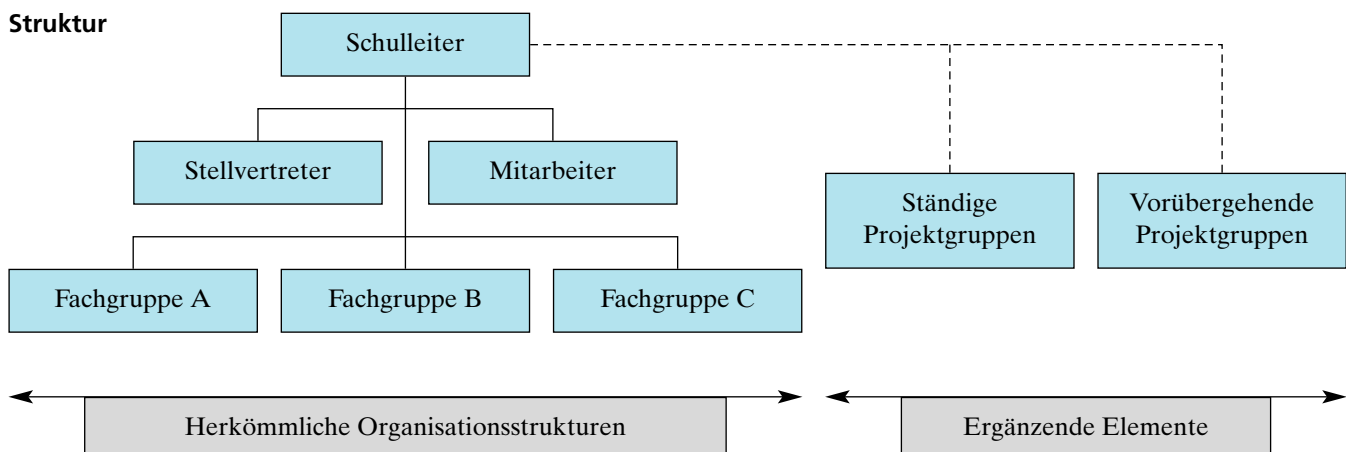 Struktur
Schulleiter
Stellvertreter
Mitarbeiter
Ständige
Projektgruppen
Vorübergehende
Projektgruppen
Fachgruppe A
Fachgruppe B
Fachgruppe C
Herkömmliche Organisationsstrukturen
Ergänzende Elemente